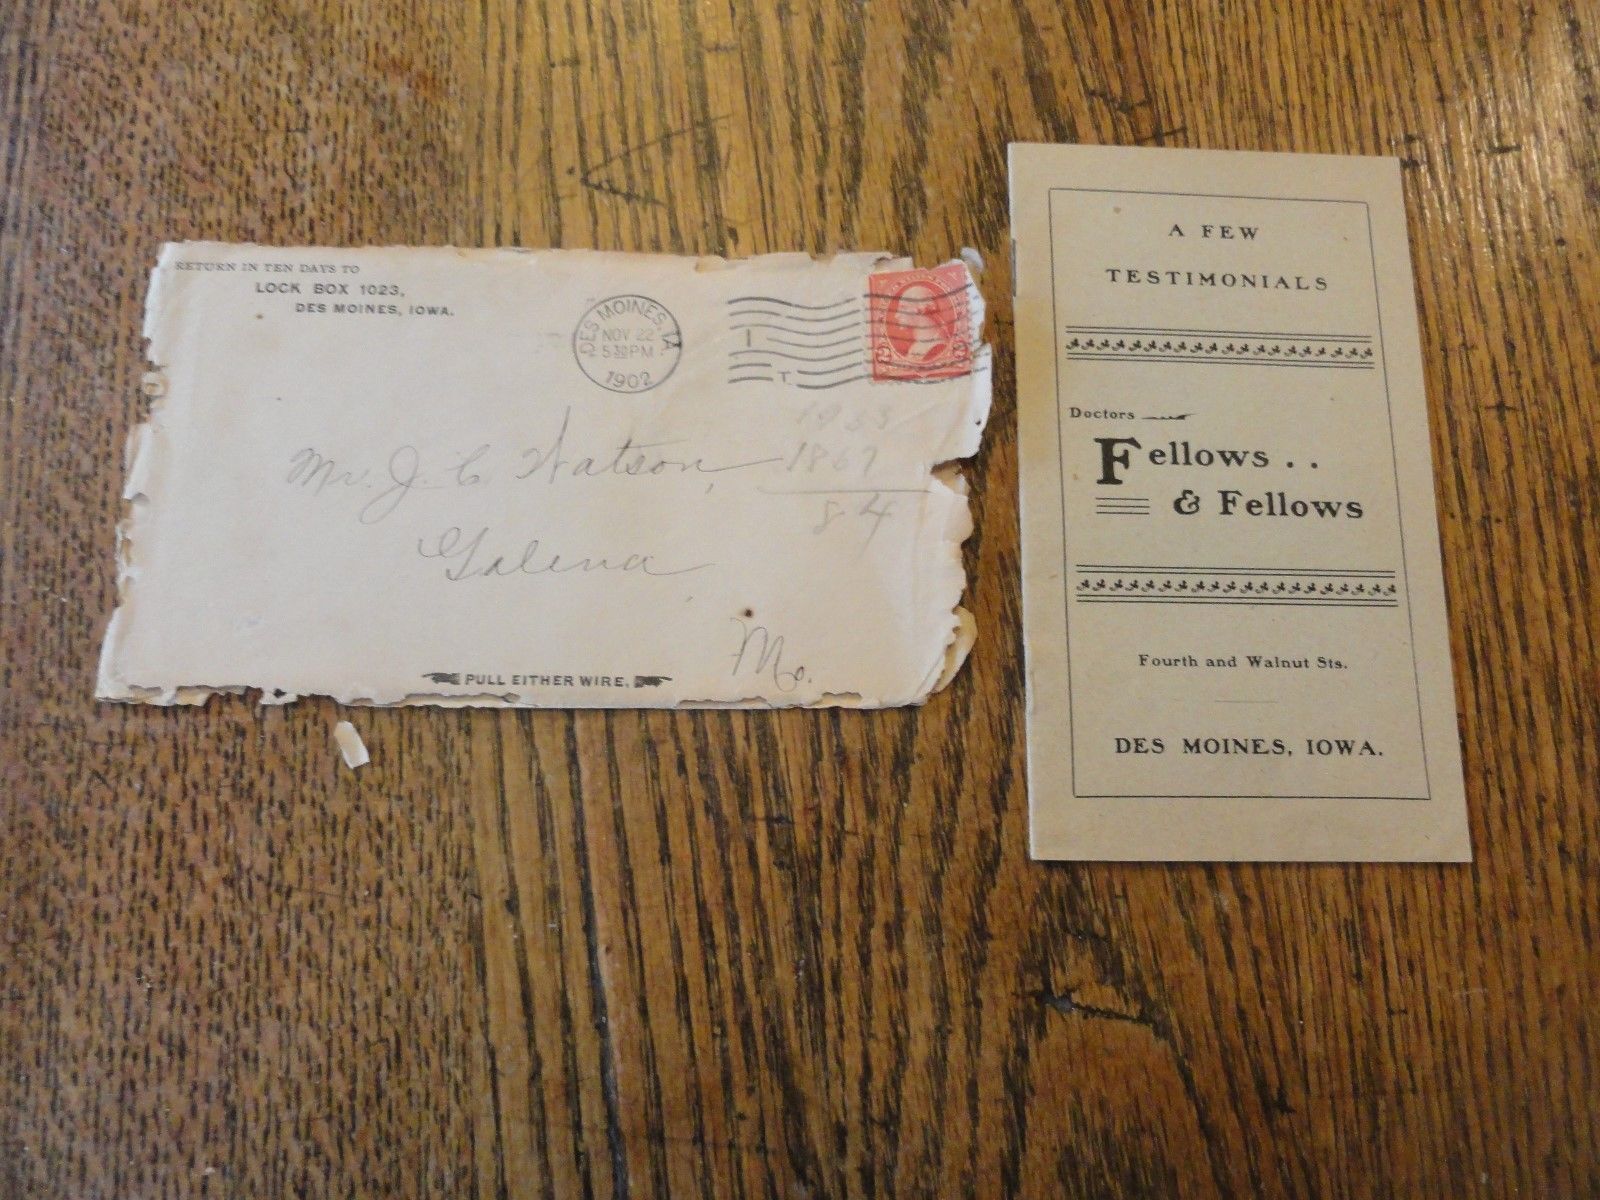 RETURN IN TEN DAYS TO
LOCK BOX 1023,
DES MOINES, IOWA.
DES MOINES, IA.
NOV 22
5 30 PM
1902
1
T.
2 2
Mr. J. C. Watson,
Galena
Mo.
1867
84
PULL EITHER WIRE.
A FEW
TESTIMONIALS
Doctors
Fellows . .
& Fellows
Fourth and Walnut Sts.
DES MOINES, IOWA.